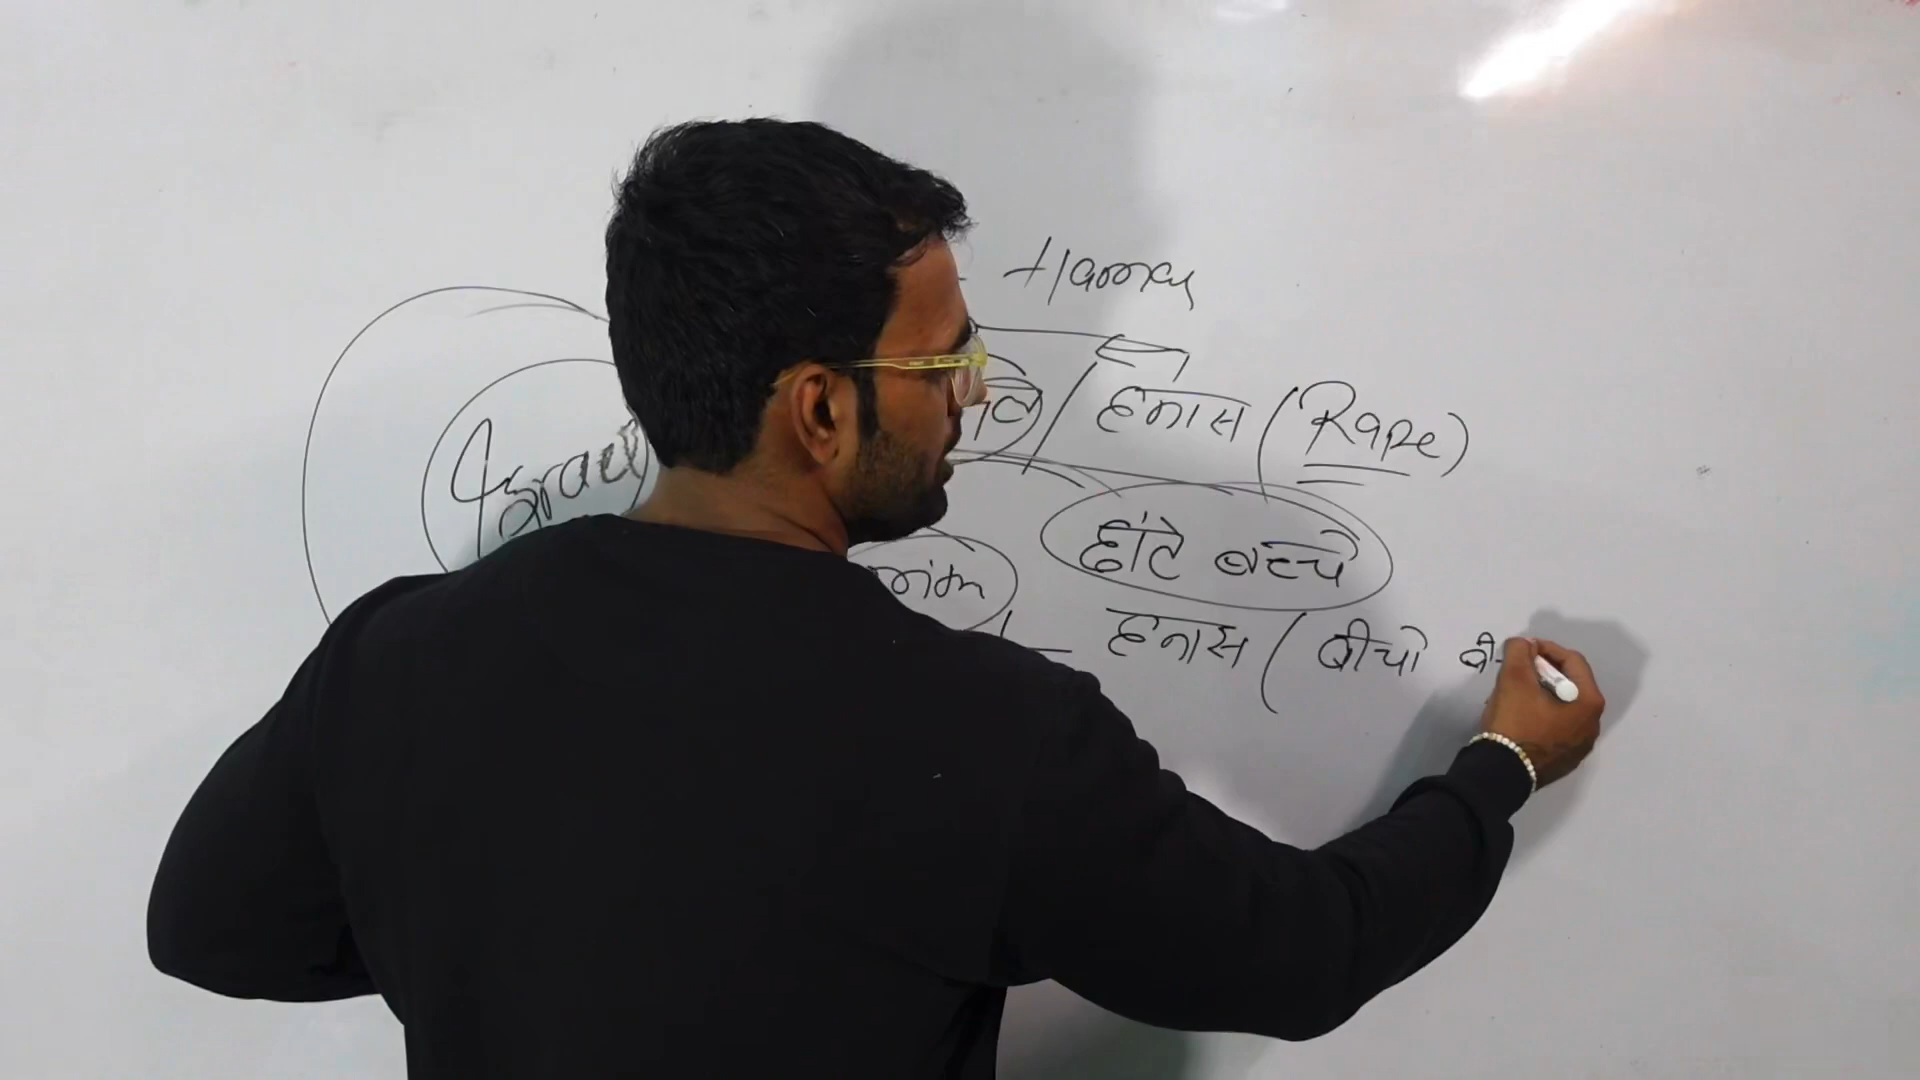 Hamas
हमास (Rape)
Israel
छोटे बच्चे
हमास ( बीचो बी